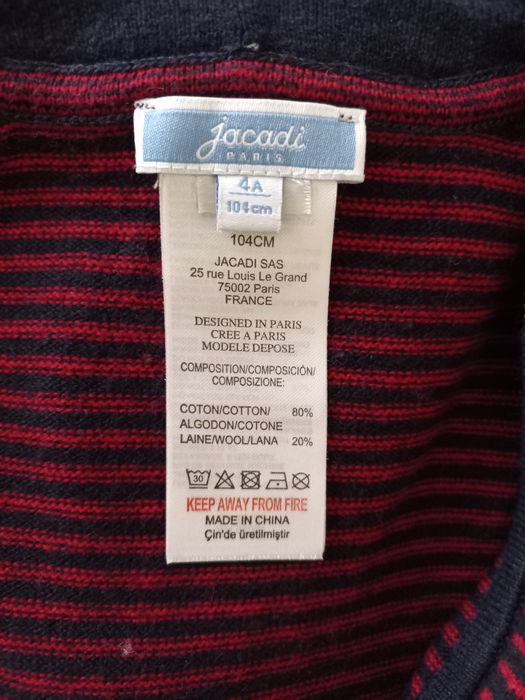 jacadi
PARIS
4A
104cm
104CM
JACADI SAS
25 rue Louis Le Grand
75002 Paris
FRANCE
DESIGNED IN PARIS
CREE A PARIS
MODELE DEPOSE
COMPOSITION/COMPOSICIÓN/
COMPOSIZIONE:
COTON/COTTON/ 80%
ALGODON/COTONE
LAINE/WOOL/LANA 20%
30
KEEP AWAY FROM FIRE
MADE IN CHINA
Çin'de üretilmiştir